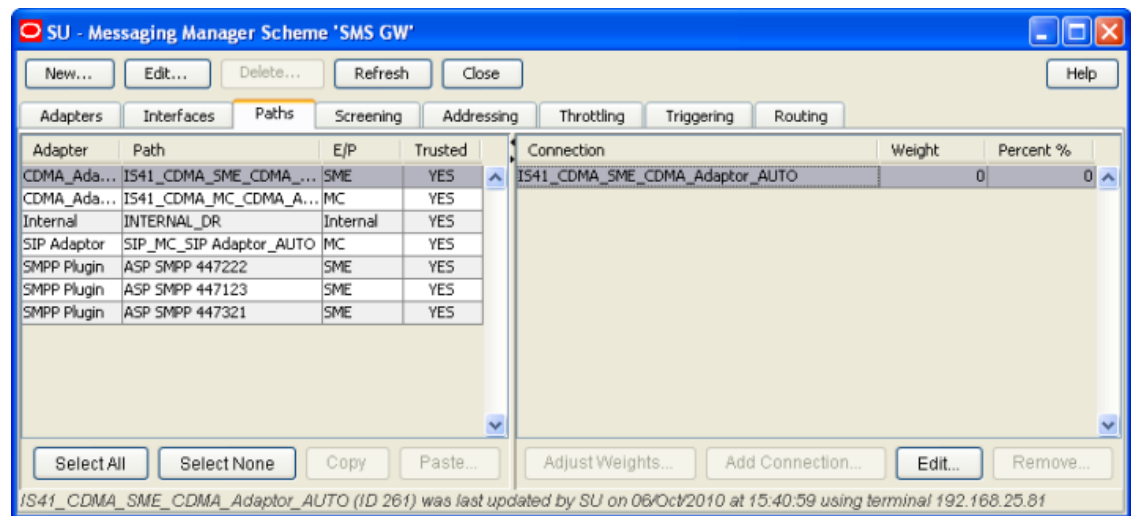 SU - Messaging Manager Scheme 'SMS GW'
New... Edit... Delete... Refresh Close Help
Adapters Interfaces Paths Screening Addressing Throttling Triggering Routing
Adapter Path E/P Trusted Connection Weight Percent %
CDMA_Ada... IS41_CDMA_SME_CDMA_... SME YES IS41_CDMA_SME_CDMA_Adaptor_AUTO 0 0
CDMA_Ada... IS41_CDMA_MC_CDMA_A... MC YES
Internal INTERNAL_DR Internal YES
SIP Adaptor SIP_MC_SIP Adaptor_AUTO MC YES
SMPP Plugin ASP SMPP 447222 SME YES
SMPP Plugin ASP SMPP 447123 SME YES
SMPP Plugin ASP SMPP 447321 SME YES
Select All Select None Copy Paste... Adjust Weights... Add Connection... Edit... Remove...
IS41_CDMA_SME_CDMA_Adaptor_AUTO (ID 261) was last updated by SU on 06/Oct/2010 at 15:40:59 using terminal 192.168.25.81